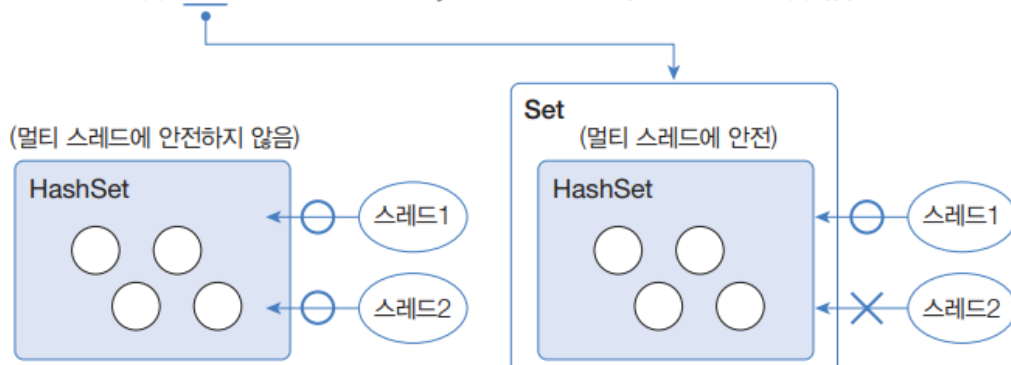 Set
(멀티 스레드에 안전하지 않음)
(멀티 스레드에 안전)
HashSet
HashSet
스레드1
스레드1
스레드2
스레드2